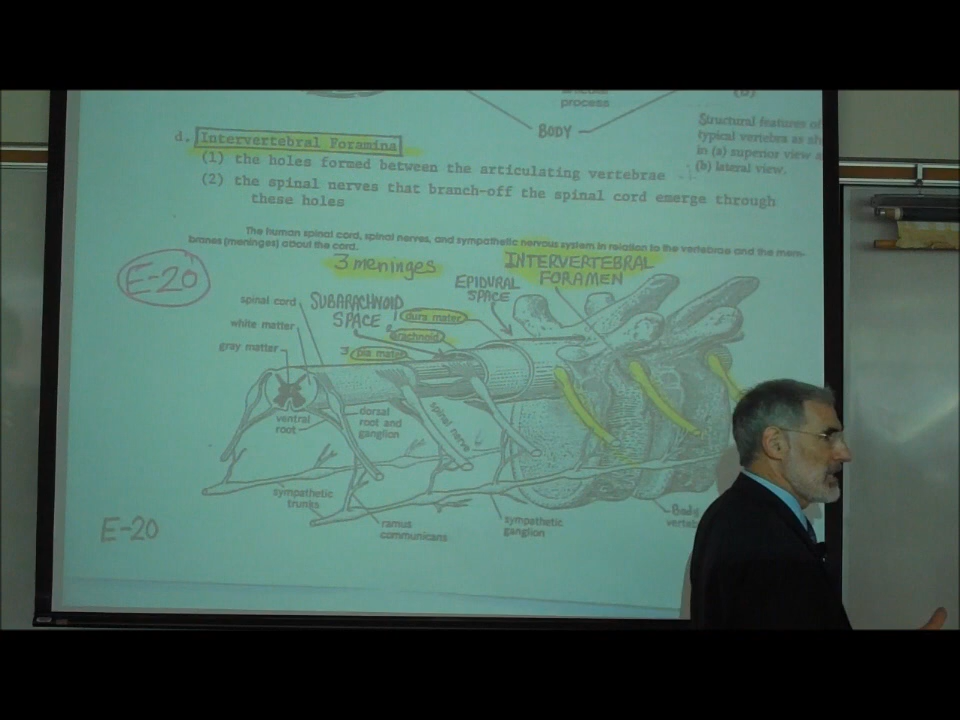 articular
process
(b)
BODY
Structural features of
typical vertebra as
in (a) superior view
(b) lateral view.
d. Intervertebral Foramina
(1) the holes formed between the articulating vertebrae
(2) the spinal nerves that branch-off the spinal cord emerge through
these holes
The human spinal cord, spinal nerves, and sympathetic nervous system in relation to the vertebrae and the mem-
branes (meninges) about the cord.
E-20
3 meninges
INTERVERTEBRAL
FORAMEN
EPIDURAL
SPACE
SUBARACHNOID
SPACE
spinal cord
white matter
gray matter
1 dura mater
2 arachnoid
3 pia mater
ventral
root
dorsal
root and
ganglion
spinal nerve
sympathetic
trunks
ramus
communicans
sympathetic
ganglion
Body
E-20